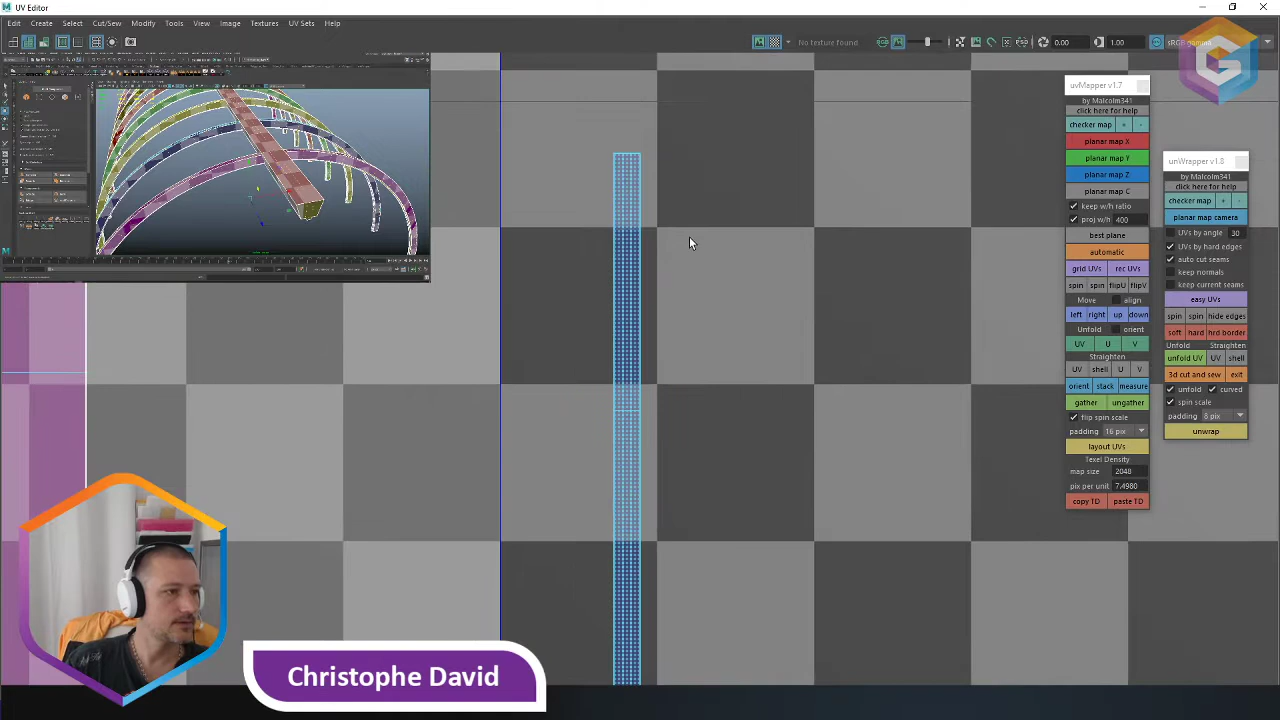 UV Editor
Edit Create Select Cut/Sew Modify Tools View Image Textures UV Sets Help
No texture found 0.00 1.00 sRGB gamma
uvMapper v1.7
by Malcolm341
click here for help
checker map + -
planar map X
planar map Y
planar map Z
planar map C
keep w/h ratio
proj w/h 400
best plane
automatic
grid UVs rec UVs
spin spin flipU flipV
Move align
left right up down
Unfold orient
UV U V
Straighten
UV shell U V
orient stack measure
gather ungather
flip spin scale
padding 16 pix
layout UVs
Texel Density
map size 2048
pix per unit 7.4980
copy TD paste TD
unWrapper v1.8
by Malcolm341
click here for help
checker map + -
planar map camera
UVs by angle 30
UVs by hard edges
auto cut seams
keep normals
keep current seams
easy UVs
spin spin hide edges
soft hard hrd border
Unfold Straighten
unfold UV UV shell
3d cut and sew exit
unfold curved
spin scale
padding 8 pix
unwrap
Christophe David